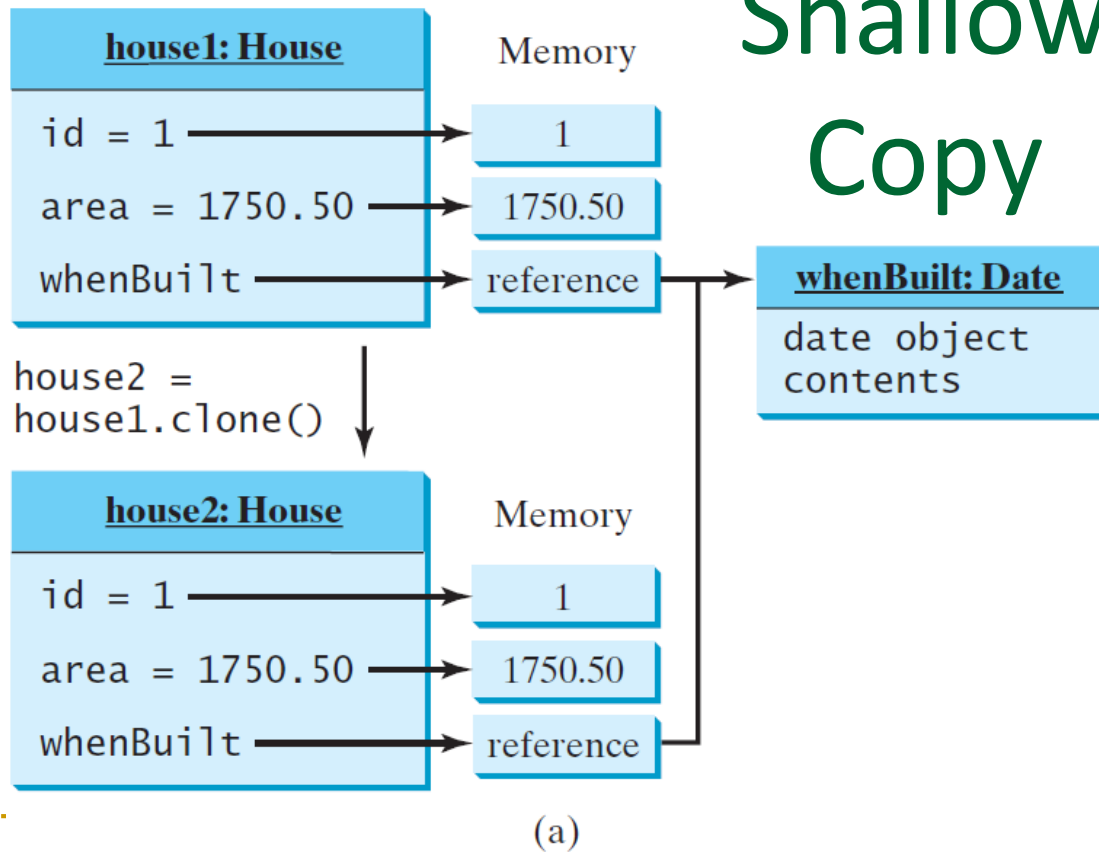 Shallow
Copy
house1: House
Memory
id = 1
1
area = 1750.50
1750.50
whenBuilt
reference
whenBuilt: Date
date object
contents
house2 =
house1.clone()
house2: House
Memory
id = 1
1
area = 1750.50
1750.50
whenBuilt
reference
(a)